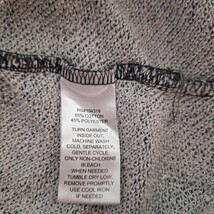 55% COTTON
45% POLYESTER
TURN GARMENT
INSIDE OUT,
MACHINE WASH
COLD, SEPARATELY,
GENTLE CYCLE.
ONLY NON-CHLORINE
BLEACH
WHEN NEEDED
TUMBLE DRY LOW,
REMOVE PROMPTLY
USE COOL IRON
IF NEEDED